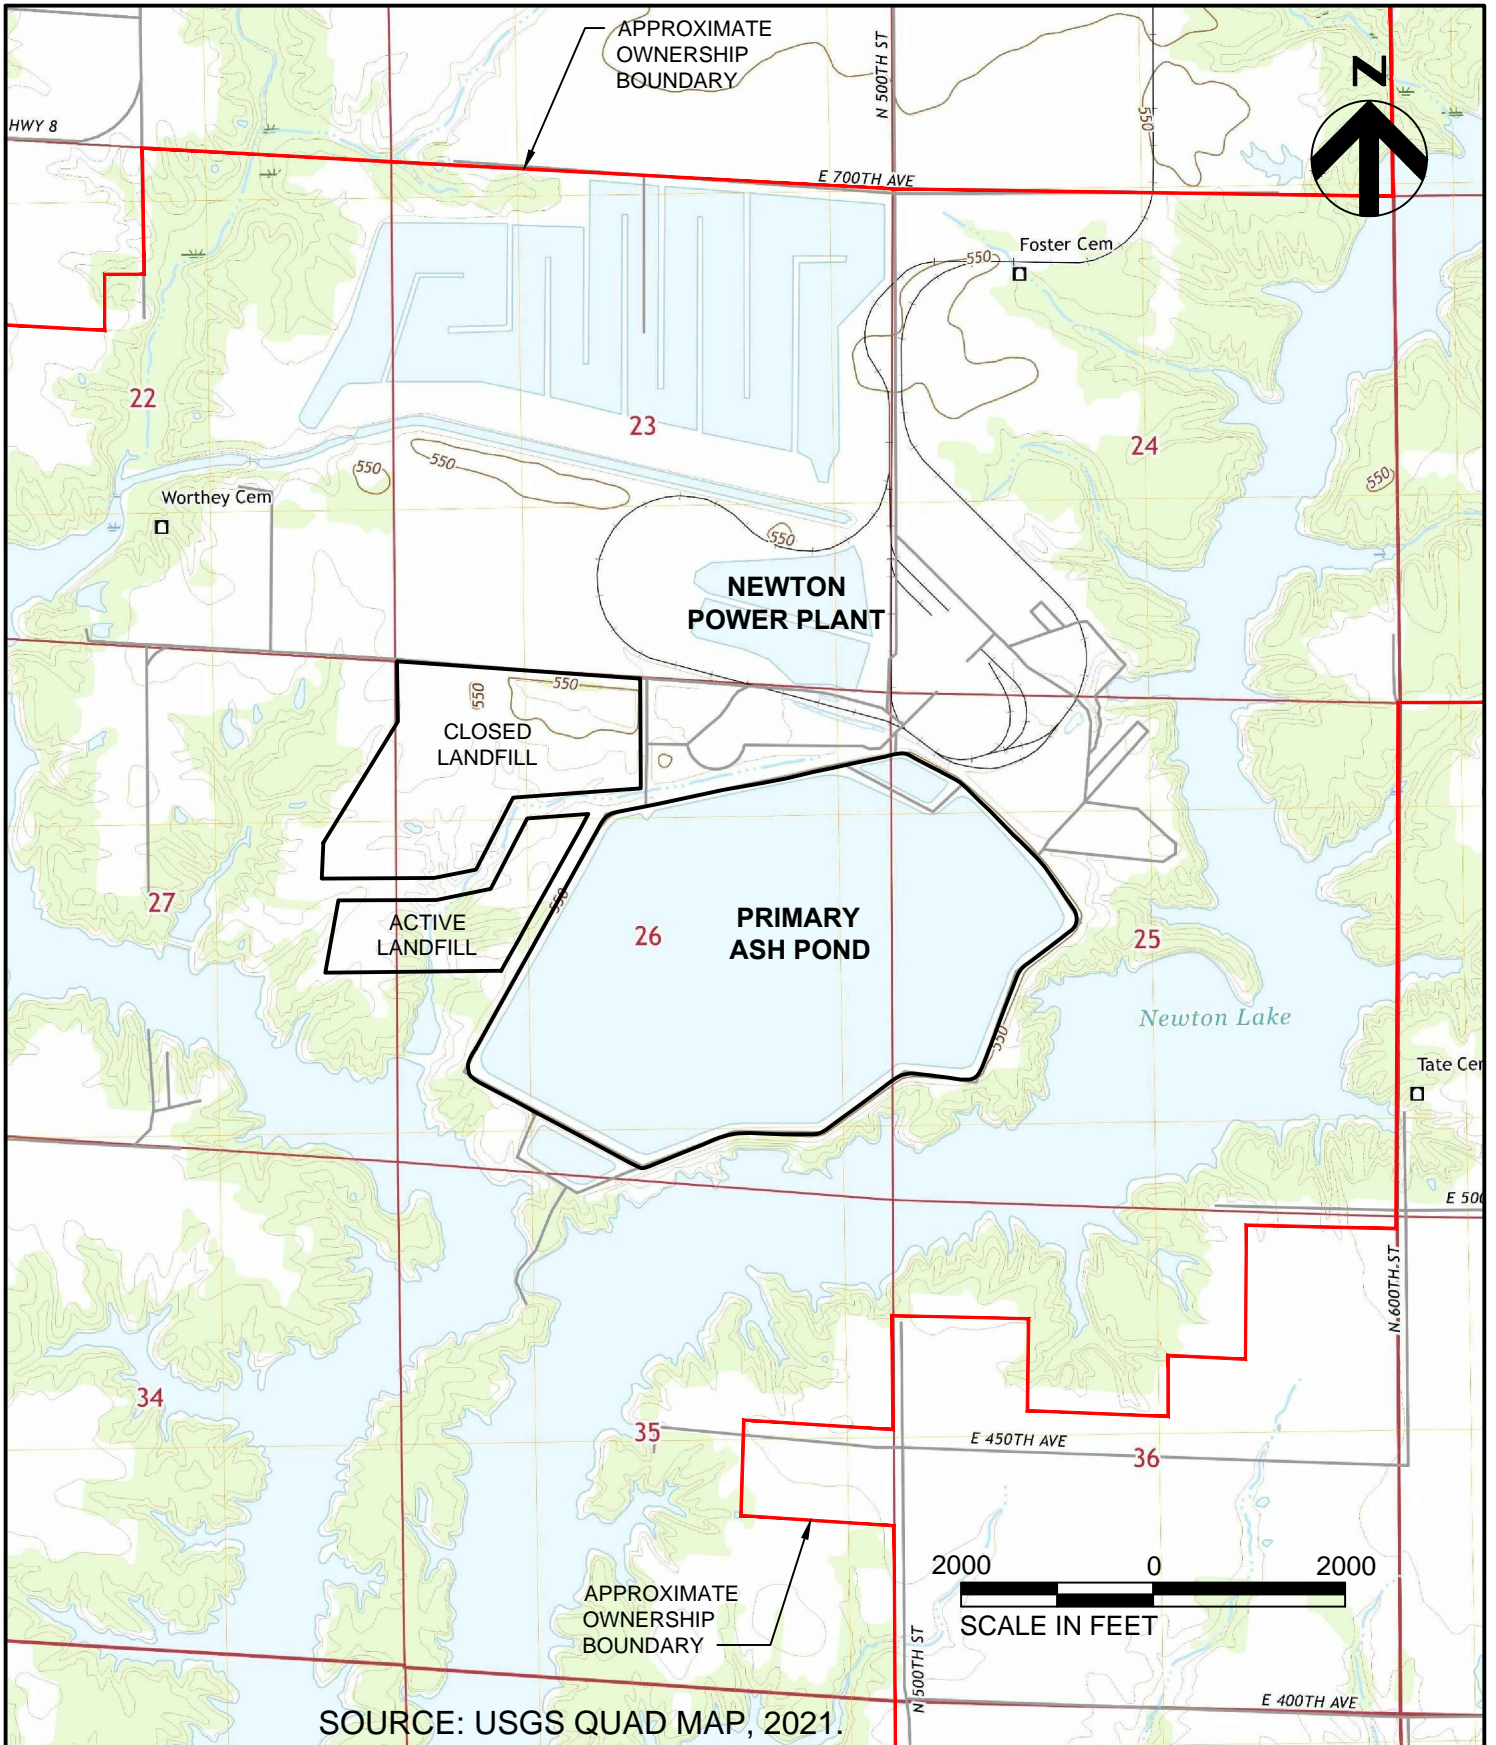 APPROXIMATE
OWNERSHIP
BOUNDARY
N 500TH ST
N
550
HWY 8
E 700TH AVE
Foster Cem
550
22
23
24
550
550
550
Worthey Cem
550
NEWTON
POWER PLANT
550
550
CLOSED
LANDFILL
27
550
ACTIVE
LANDFILL
26
PRIMARY
ASH POND
25
Newton Lake
550
Tate Cer
E 500
N 600TH ST
34
35
E 450TH AVE
36
2000 0 2000
SCALE IN FEET
APPROXIMATE
OWNERSHIP
BOUNDARY
N 500TH ST
E 400TH AVE
SOURCE: USGS QUAD MAP, 2021.